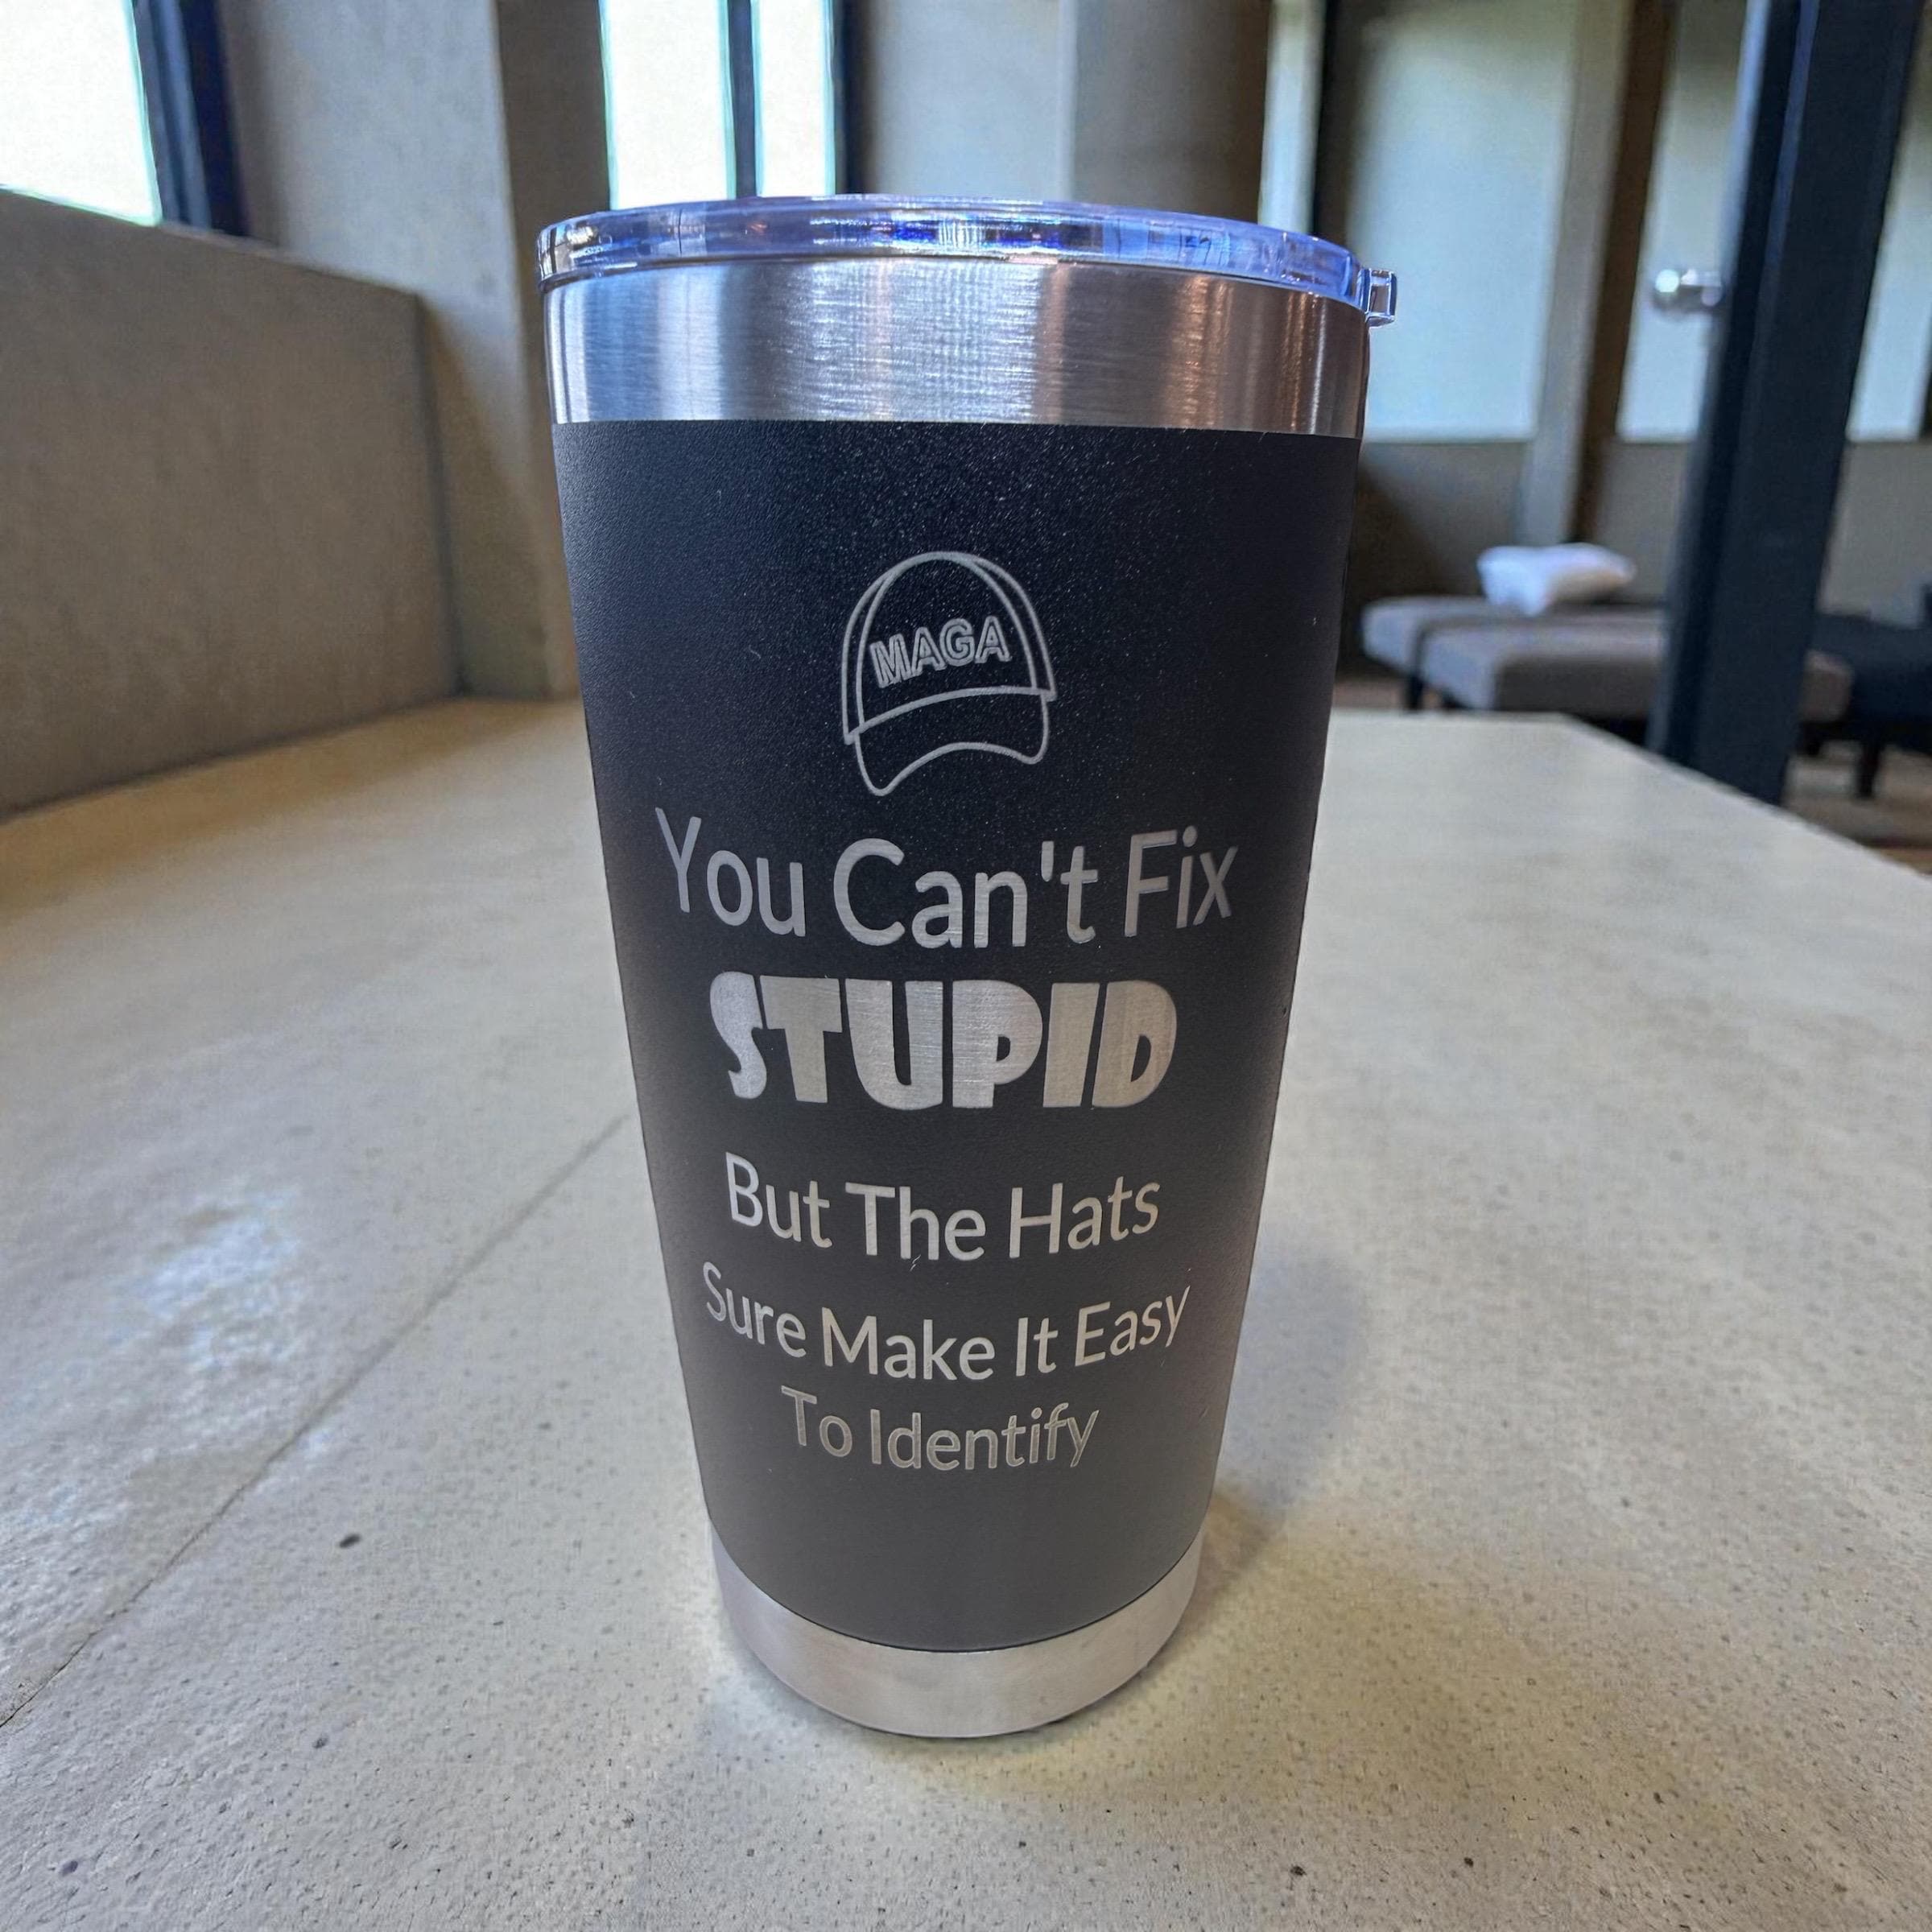 MAGA
You Can't Fix
STUPID
But The Hats
Sure Make It Easy
To Identify